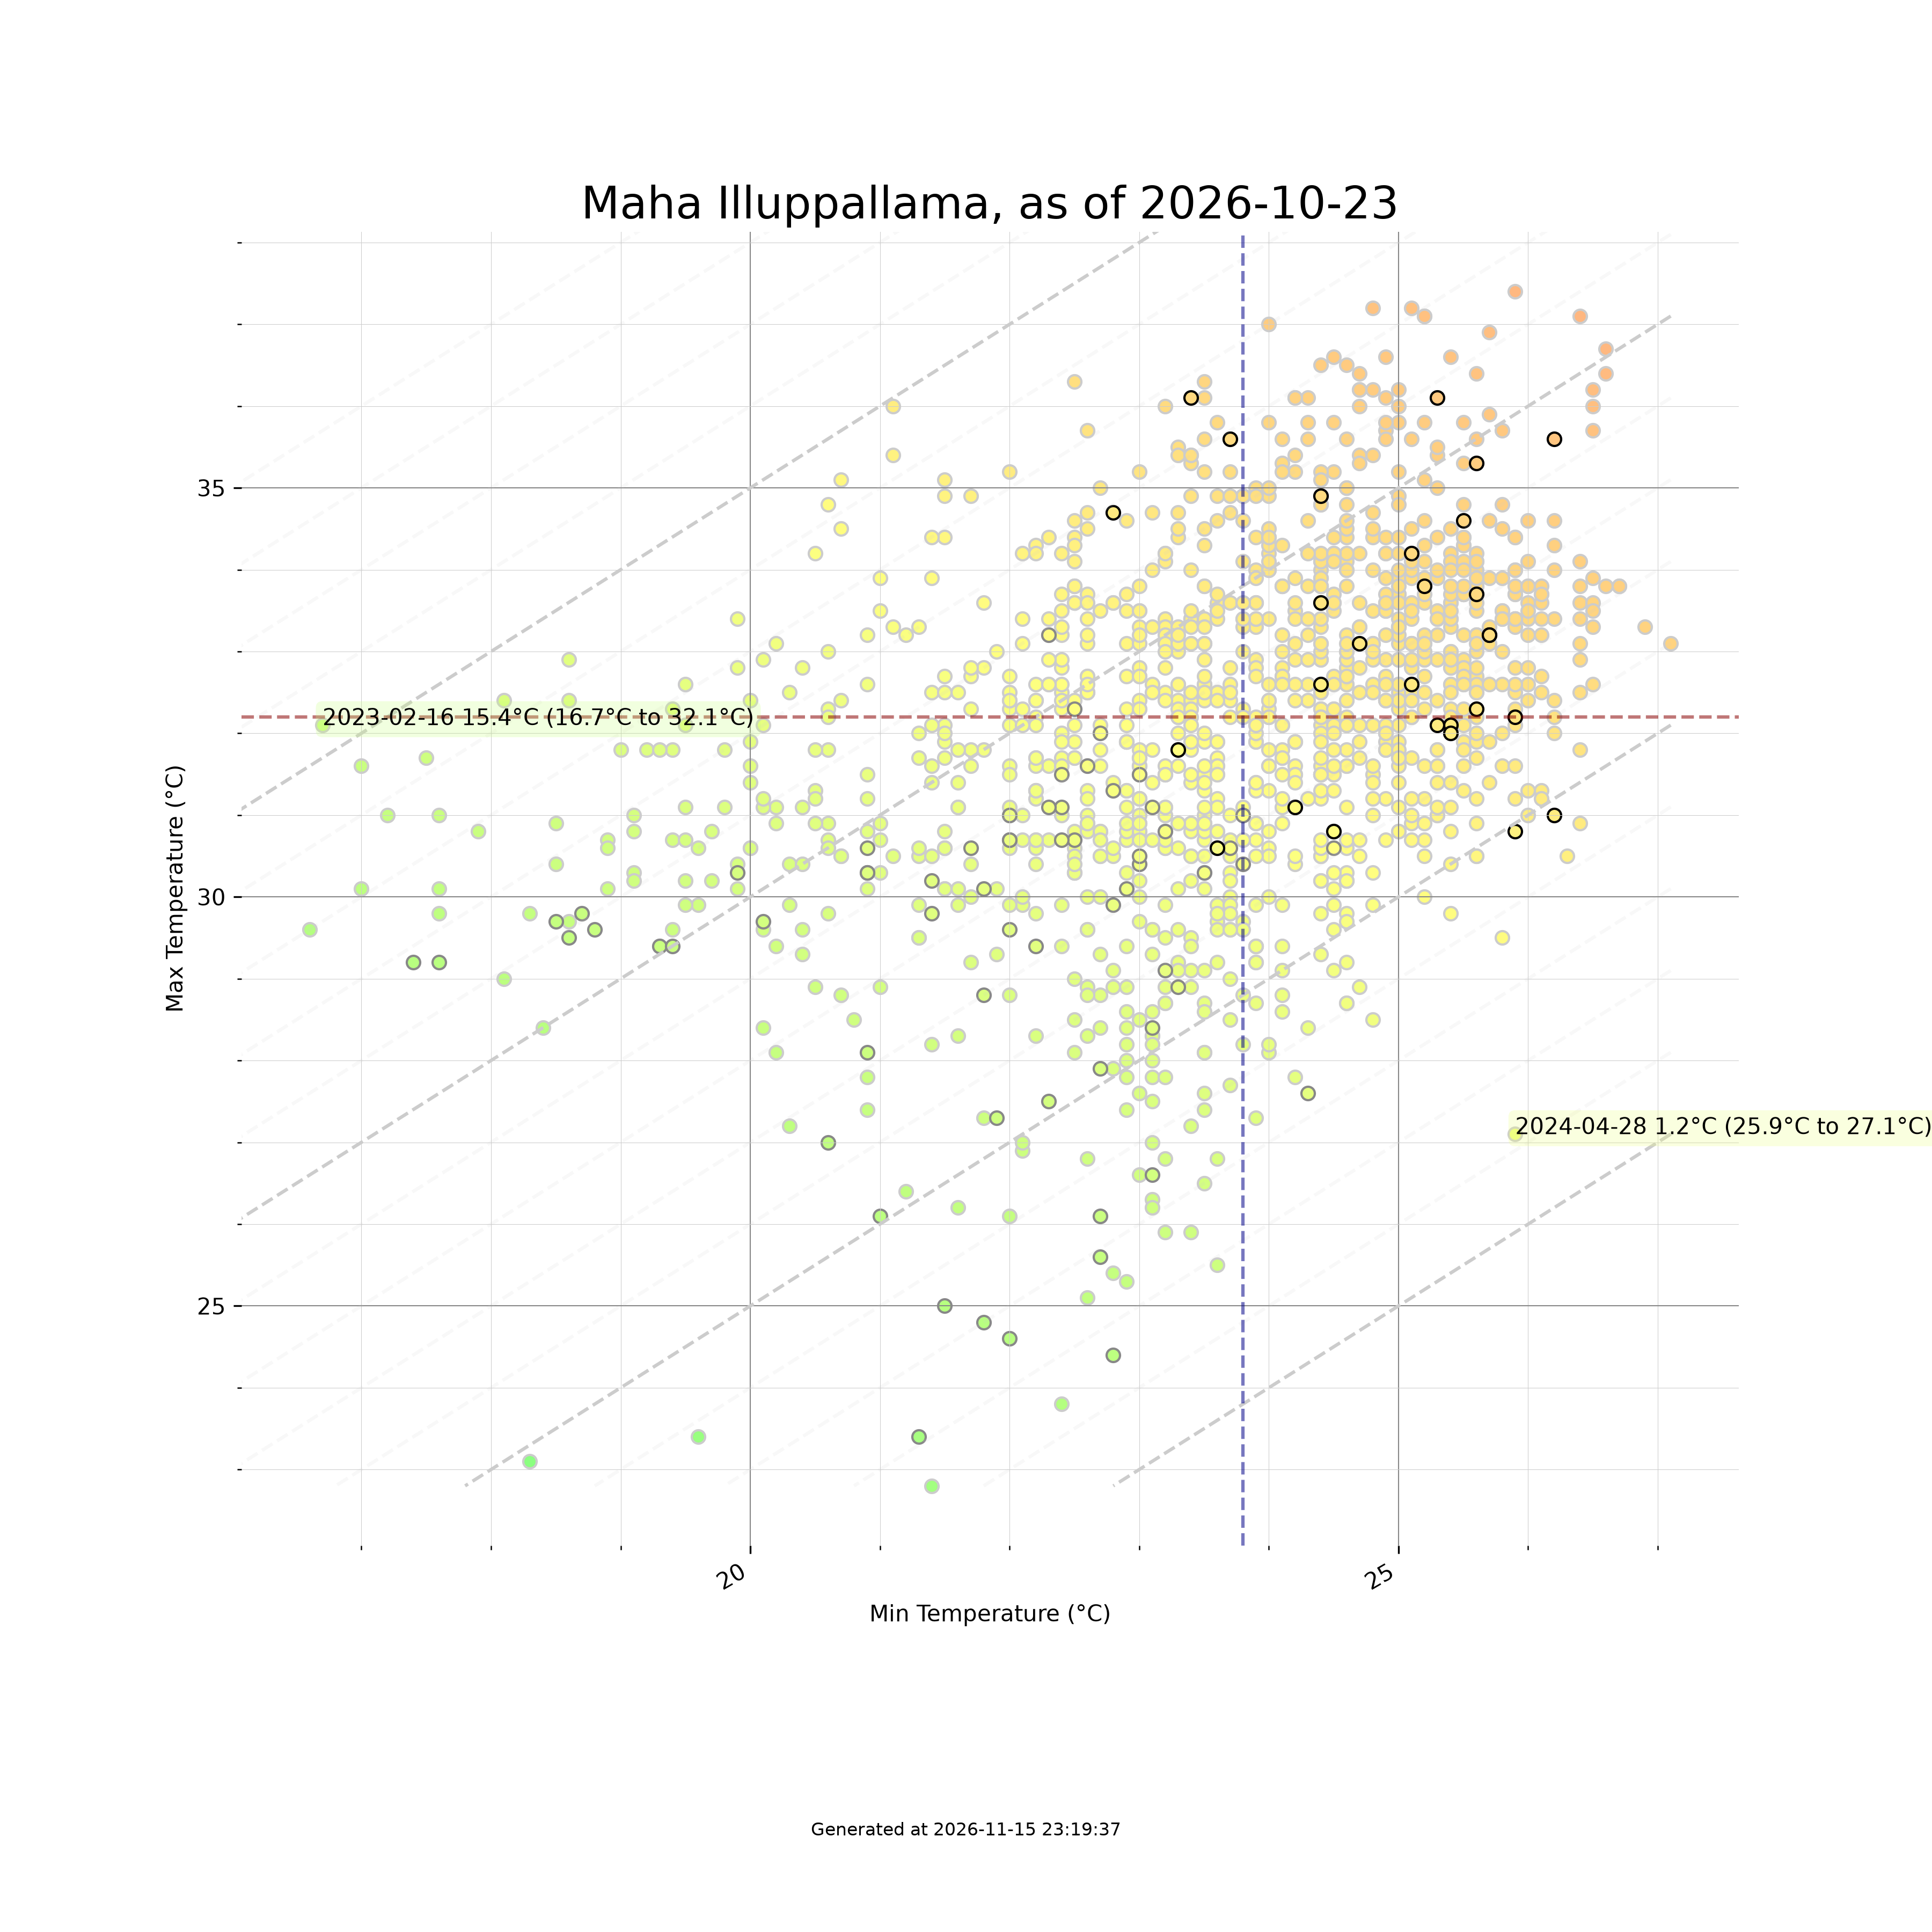 Maha Illuppallama, as of 2026-10-23
Max Temperature (°C)
35
30
25
2023-02-16 15.4°C (16.7°C to 32.1°C)
2024-04-28 1.2°C (25.9°C to 27.1°C)
20
25
Min Temperature (°C)
Generated at 2026-11-15 23:19:37